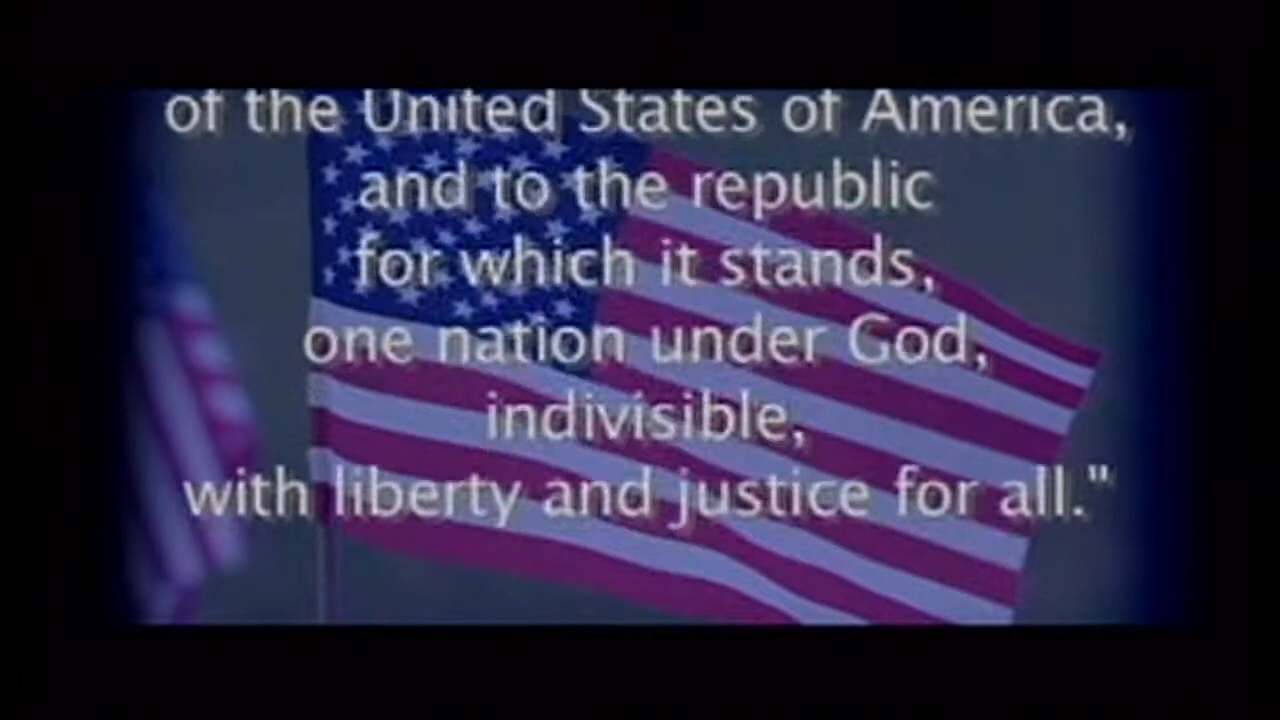 of the United States of America,
and to the republic
for which it stands,
one nation under God,
indivisible,
with liberty and justice for all."